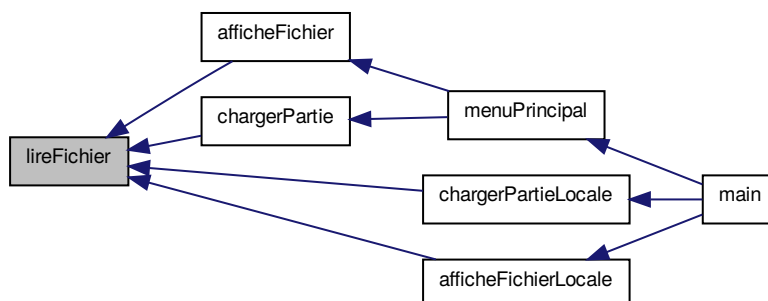 afficheFichier
chargerPartie
menuPrincipal
lireFichier
chargerPartieLocale
main
afficheFichierLocale